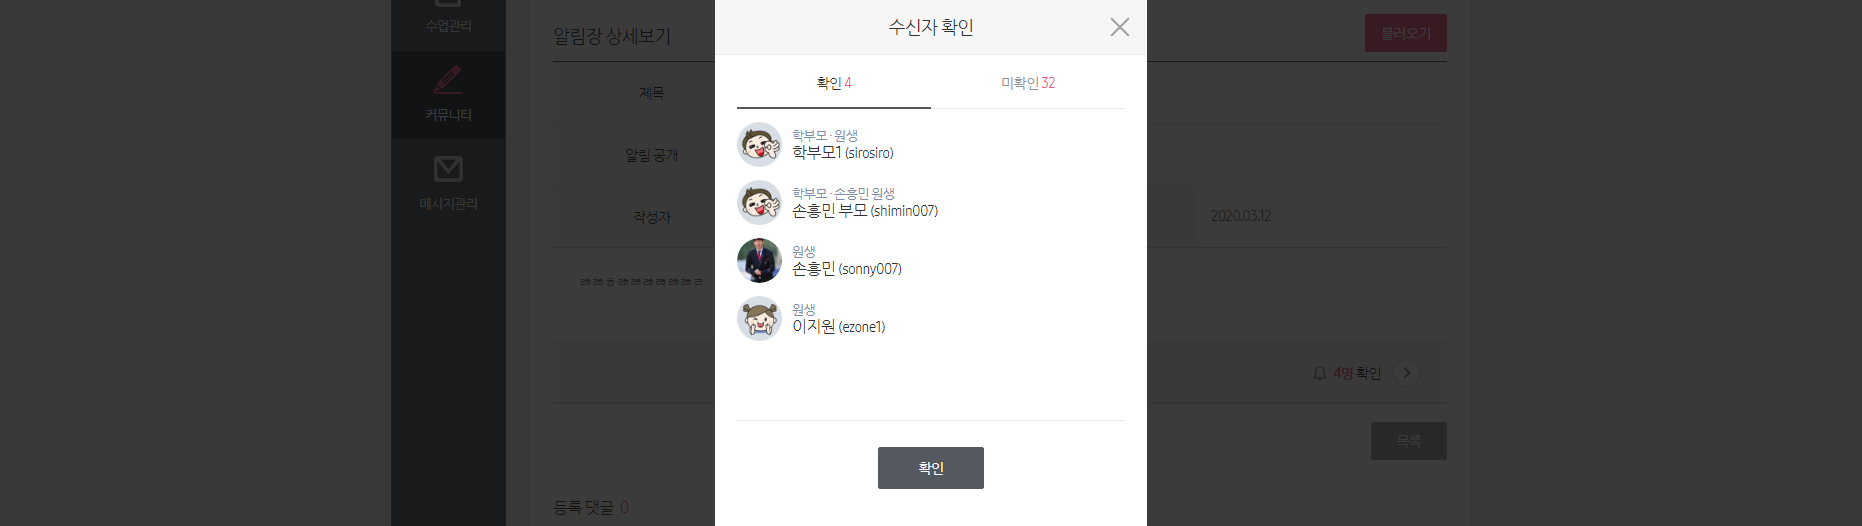 수업관리
커뮤니티
메시지관리
알림장 상세보기
불러오기
제목
알림 공개
작성자
2020.03.12
4명 확인
목록
등록 댓글 0
수신자 확인
확인 4
미확인 32
학부모 · 원생
학부모1 (sirosiro)
학부모 · 손흥민 원생
손흥민 부모 (shimin007)
원생
손흥민 (sonny007)
원생
이지원 (ezone1)
확인